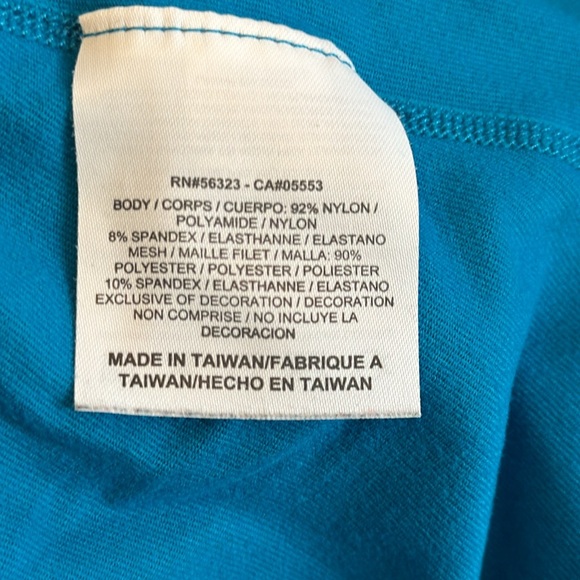 RN#56323 - CA#05553
BODY / CORPS / CUERPO: 92% NYLON /
POLYAMIDE / NYLON
8% SPANDEX / ELASTHANNE / ELASTANO
MESH / MAILLE FILET / MALLA: 90%
POLYESTER / POLYESTER / POLIESTER
10% SPANDEX / ELASTHANNE / ELASTANO
EXCLUSIVE OF DECORATION / DECORATION
NON COMPRISE / NO INCLUYE LA
DECORACION
MADE IN TAIWAN/FABRIQUE A
TAIWAN/HECHO EN TAIWAN